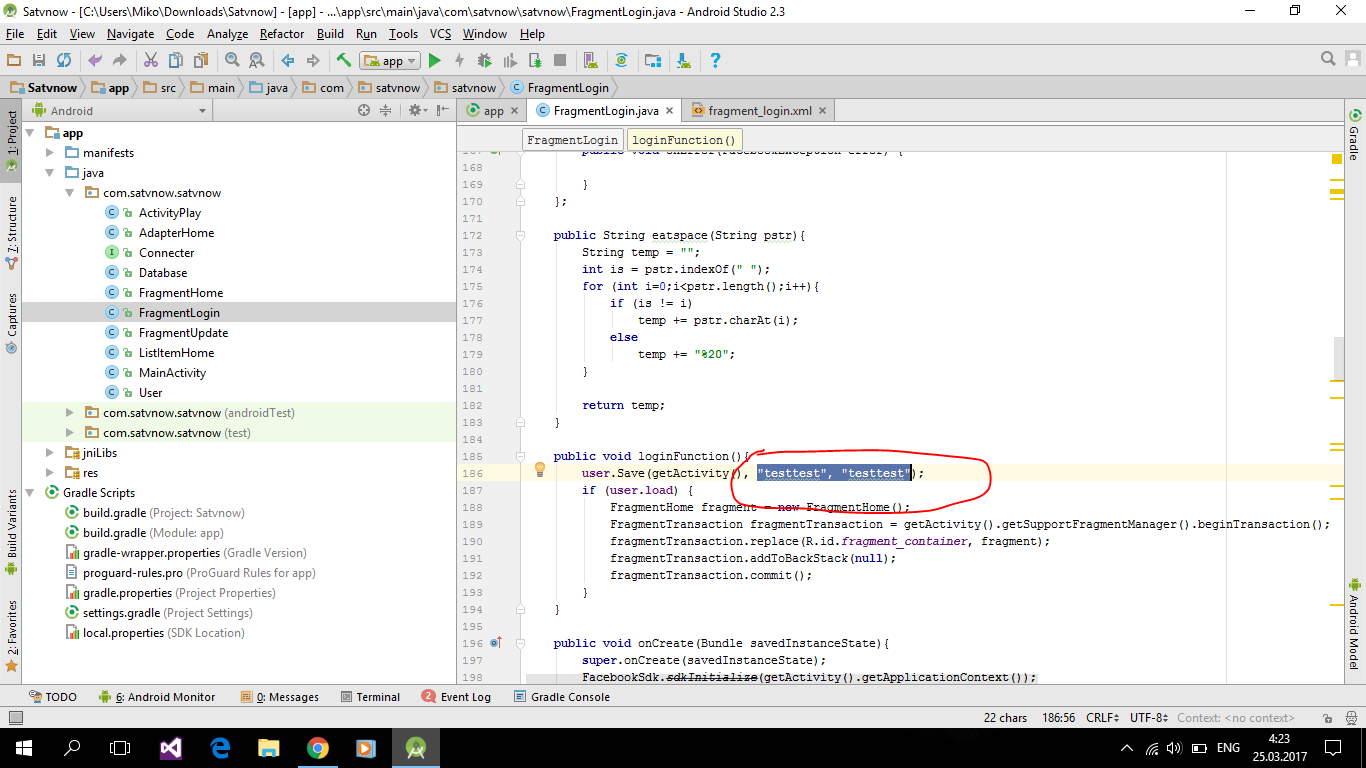 Satvnow - [C:\Users\Miko\Downloads\Satvnow] - [app] - ...\app\src\main\java\com\satvnow\satvnow\FragmentLogin.java - Android Studio 2.3
File Edit View Navigate Code Analyze Refactor Build Run Tools VCS Window Help
app
Satvnow app src main java com satvnow satvnow FragmentLogin
Android
app FragmentLogin.java fragment_login.xml
FragmentLogin loginFunction()
1: Project
7: Structure
Captures
Build Variants
2: Favorites
app
manifests
java
com.satvnow.satvnow
ActivityPlay
AdapterHome
Connecter
Database
FragmentHome
FragmentLogin
FragmentUpdate
ListItemHome
MainActivity
User
com.satvnow.satvnow (androidTest)
com.satvnow.satvnow (test)
jniLibs
res
Gradle Scripts
build.gradle (Project: Satvnow)
build.gradle (Module: app)
gradle-wrapper.properties (Gradle Version)
proguard-rules.pro (ProGuard Rules for app)
gradle.properties (Project Properties)
settings.gradle (Project Settings)
local.properties (SDK Location)
167 public void onError(FacebookException error) {
168
169 }
170 };
171
172 public String eatspace(String pstr){
173 String temp = "";
174 int is = pstr.indexOf(" ");
175 for (int i=0;i<pstr.length();i++){
176 if (is != i)
177 temp += pstr.charAt(i);
178 else
179 temp += "%20";
180 }
181
182 return temp;
183 }
184
185 public void loginFunction(){
186 user.Save(getActivity(), "testtest", "testtest");
187 if (user.load) {
188 FragmentHome fragment = new FragmentHome();
189 FragmentTransaction fragmentTransaction = getActivity().getSupportFragmentManager().beginTransaction();
190 fragmentTransaction.replace(R.id.fragment_container, fragment);
191 fragmentTransaction.addToBackStack(null);
192 fragmentTransaction.commit();
193 }
194 }
195
196 public void onCreate(Bundle savedInstanceState){
197 super.onCreate(savedInstanceState);
198 FacebookSdk.sdkInitialize(getActivity().getApplicationContext());
Gradle
Android Model
TODO 6: Android Monitor 0: Messages Terminal 2 Event Log Gradle Console
22 chars 186:56 CRLF UTF-8 Context: <no context>
ENG 4:23
25.03.2017